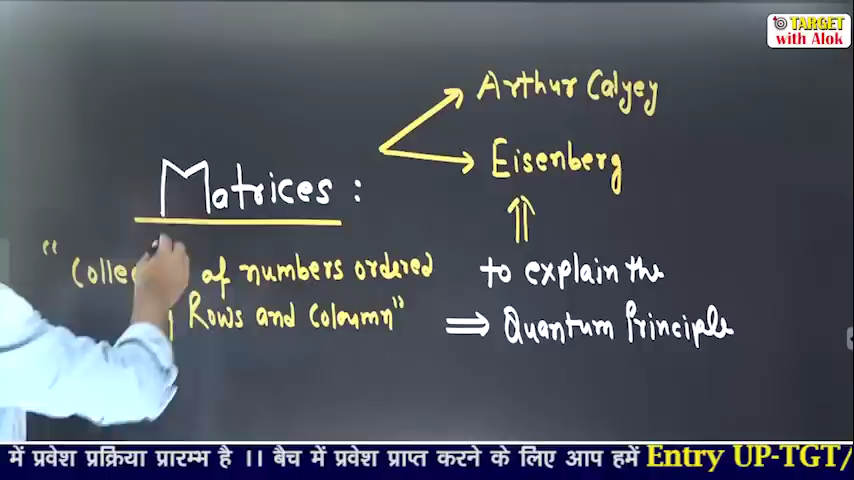 TARGET
with Alok
Arthur Calyey
Eisenberg
Matrices :
"Colle of numbers ordered
Rows and Coloumn"
to explain the
⇒ Quantum Principle
में प्रवेश प्रक्रिया प्रारम्भ है ।। बैच में प्रवेश प्राप्त करने के लिए आप हमें Entry UP-TGT/